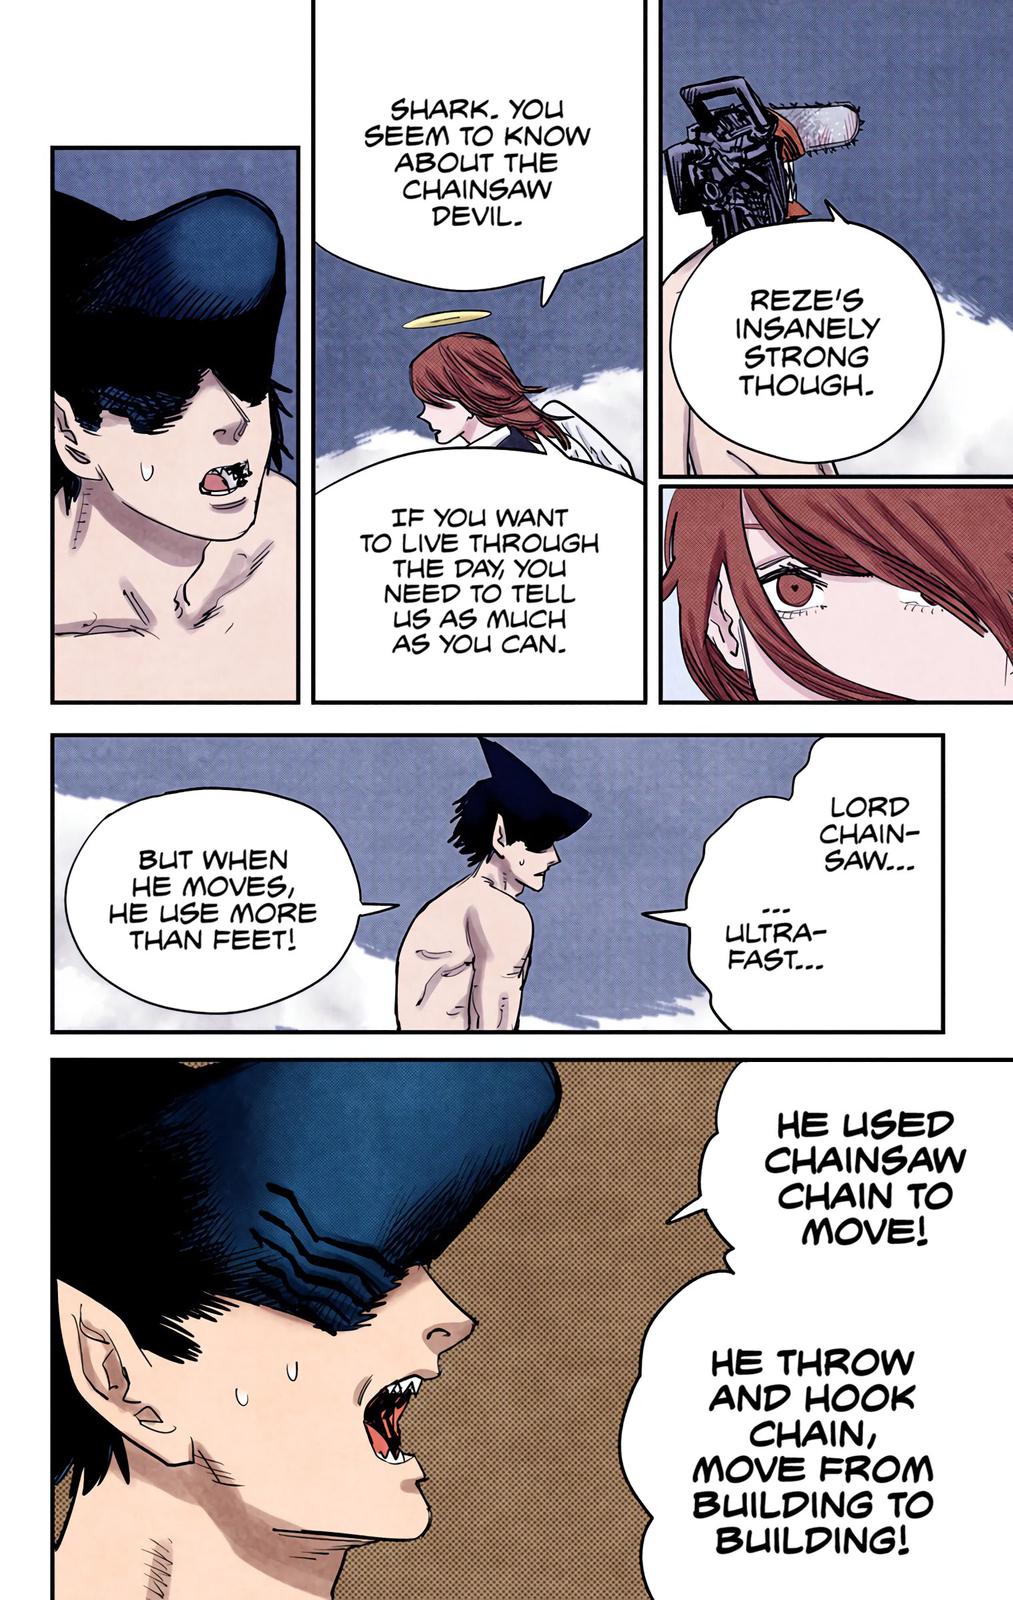 REZE'S
INSANELY
STRONG
THOUGH.
SHARK. YOU
SEEM TO KNOW
ABOUT THE
CHAINSAW
DEVIL.
IF YOU WANT
TO LIVE THROUGH
THE DAY, YOU
NEED TO TELL
US AS MUCH
AS YOU CAN.
LORD
CHAIN-
SAW...
...
ULTRA-
FAST...
BUT WHEN
HE MOVES,
HE USE MORE
THAN FEET!
HE USED
CHAINSAW
CHAIN TO
MOVE!
HE THROW
AND HOOK
CHAIN,
MOVE FROM
BUILDING TO
BUILDING!